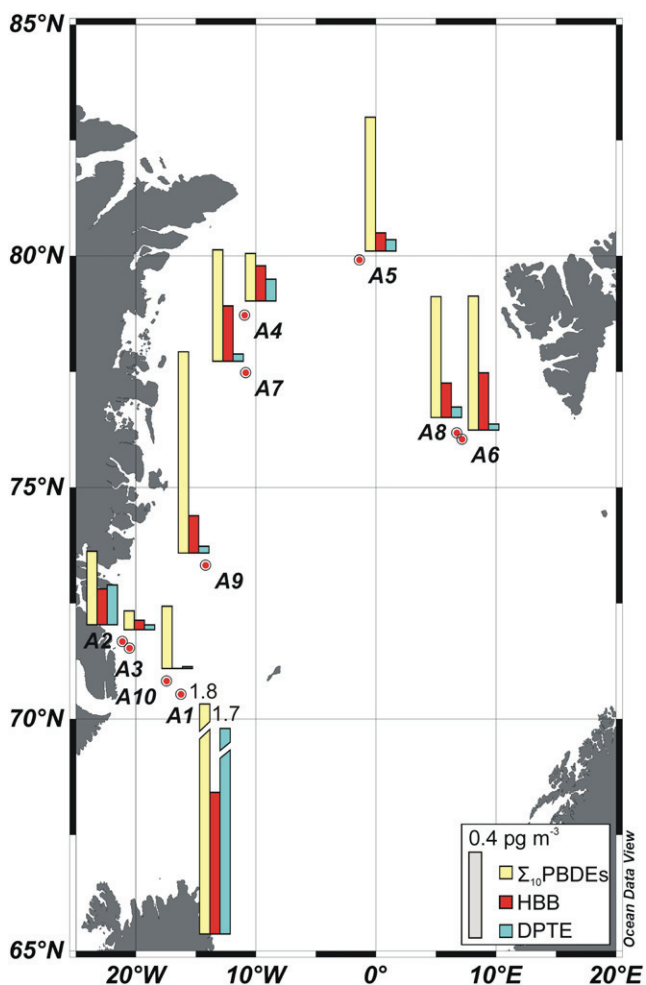 85°N
80°N
A5
A4
A7
A8
A6
75°N
A9
A2
A3
A10
1.8
A1
1.7
70°N
0.4 pg m⁻³
Σ₁₀PBDEs
HBB
DPTE
Ocean Data View
65°N
20°W 10°W 0° 10°E 20°E